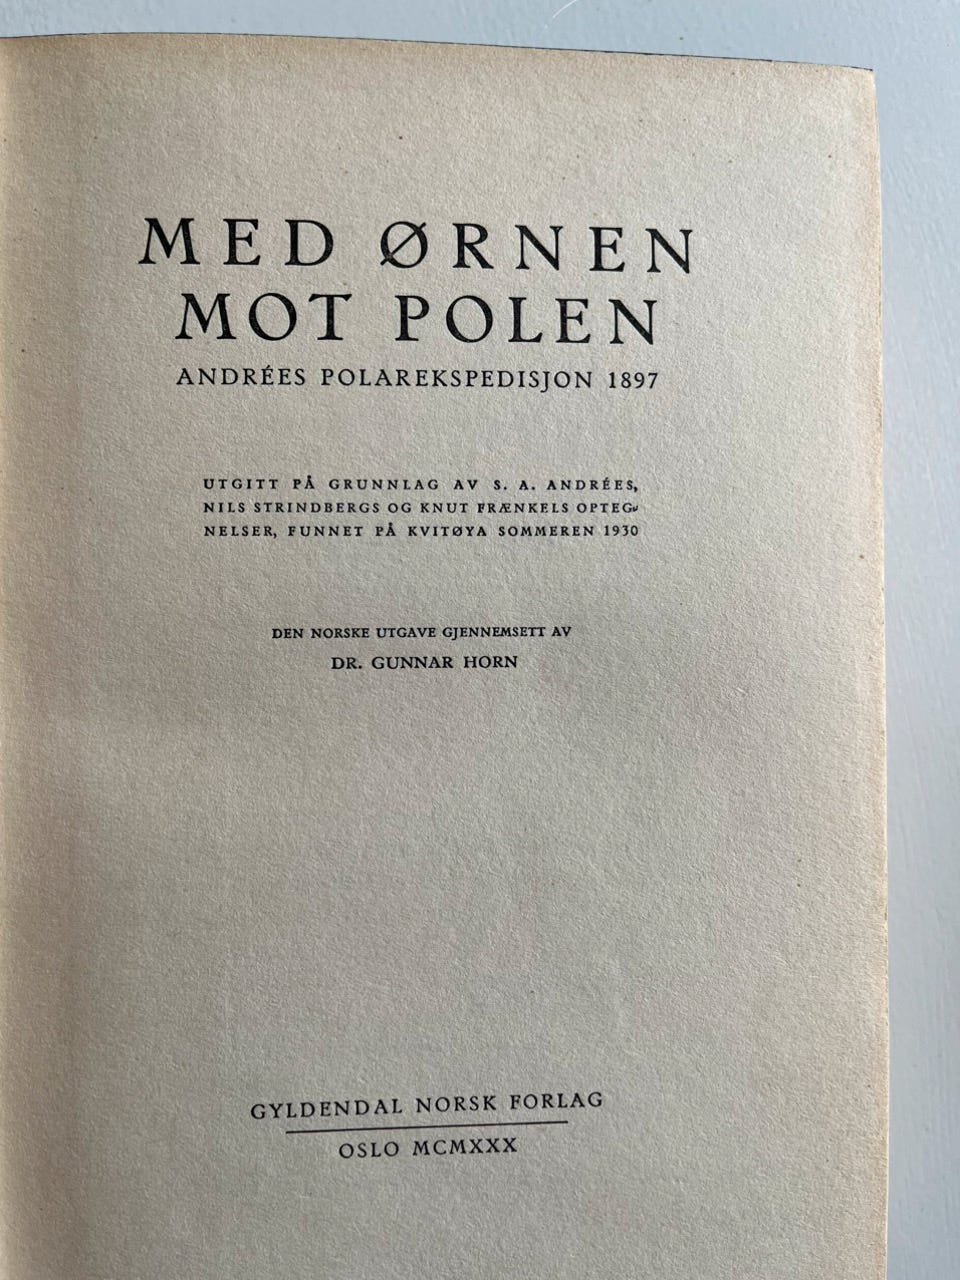 MED ØRNEN
MOT POLEN
ANDRÉES POLAREKSPEDISJON 1897
UTGITT PÅ GRUNNLAG AV S. A. ANDRÉES,
NILS STRINDBERGS OG KNUT FRÆNKELS OPTEG-
NELSER, FUNNET PÅ KVITØYA SOMMEREN 1930
DEN NORSKE UTGAVE GJENNEMSETT AV
DR. GUNNAR HORN
GYLDENDAL NORSK FORLAG
OSLO MCMXXX